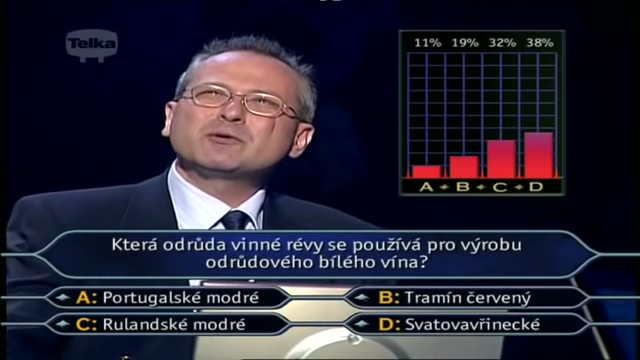 Telka
11% 19% 32% 38%
A + B + C + D
Která odrůda vinné révy se používá pro výrobu
odrůdového bílého vína?
A: Portugalské modré
B: Tramín červený
C: Rulandské modré
D: Svatovavřinecké